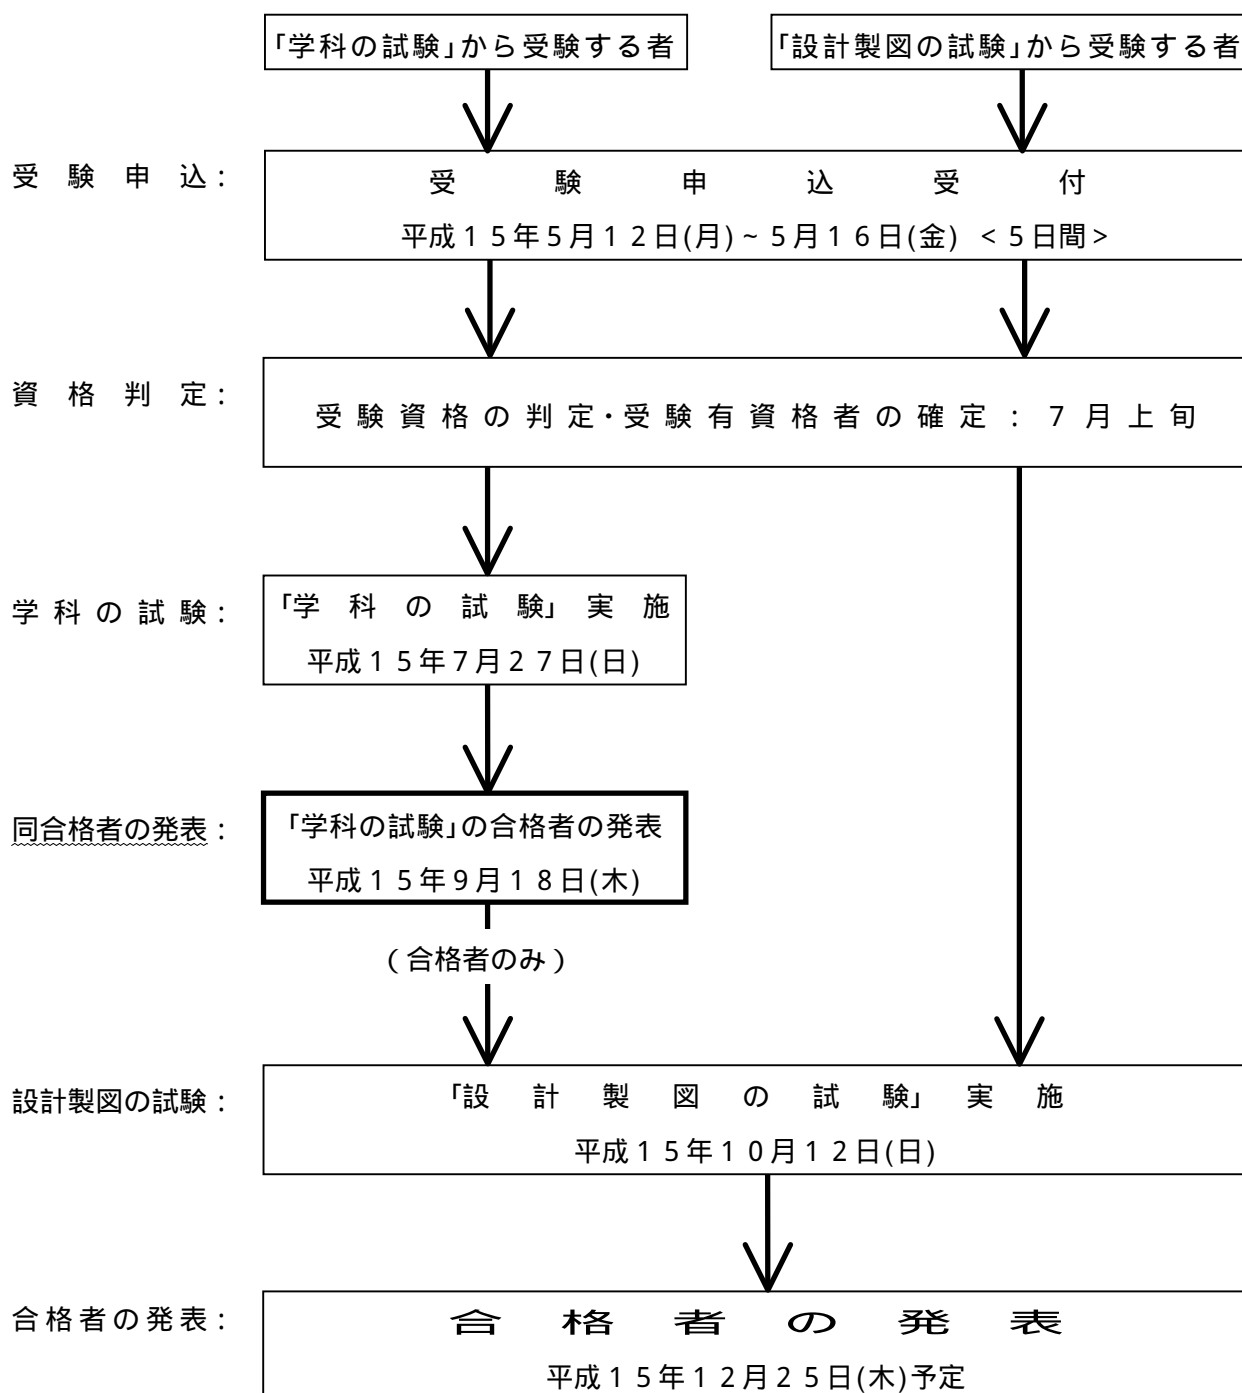 「学科の試験」から受験する者
「設計製図の試験」から受験する者
受験申込：
受験申込受付
平成１５年５月１２日(月)~５月１６日(金) <５日間>
資格判定：
受験資格の判定・受験有資格者の確定：７月上旬
学科の試験：
「学科の試験」実施
平成１５年７月２７日(日)
同合格者の発表：
「学科の試験」の合格者の発表
平成１５年９月１８日(木)
(合格者のみ)
設計製図の試験：
「設計製図の試験」実施
平成１５年１０月１２日(日)
合格者の発表：
合格者の発表
平成１５年１２月２５日(木)予定